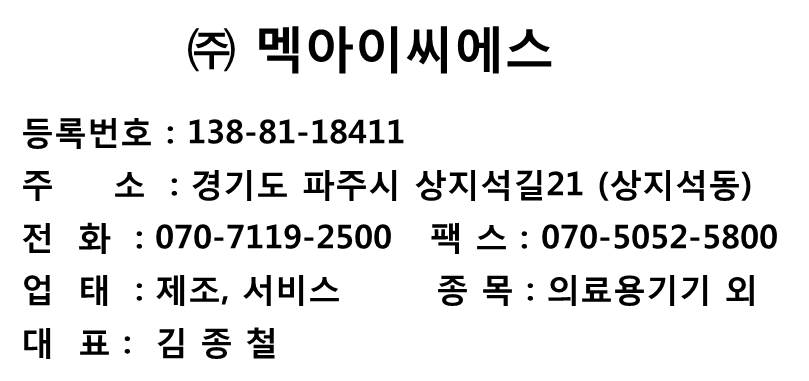 ㈜ 멕아이씨에스
등록번호 : 138-81-18411
주 소 : 경기도 파주시 상지석길21 (상지석동)
전 화 : 070-7119-2500 팩 스 : 070-5052-5800
업 태 : 제조, 서비스 종 목 : 의료용기기 외
대 표 : 김 종 철